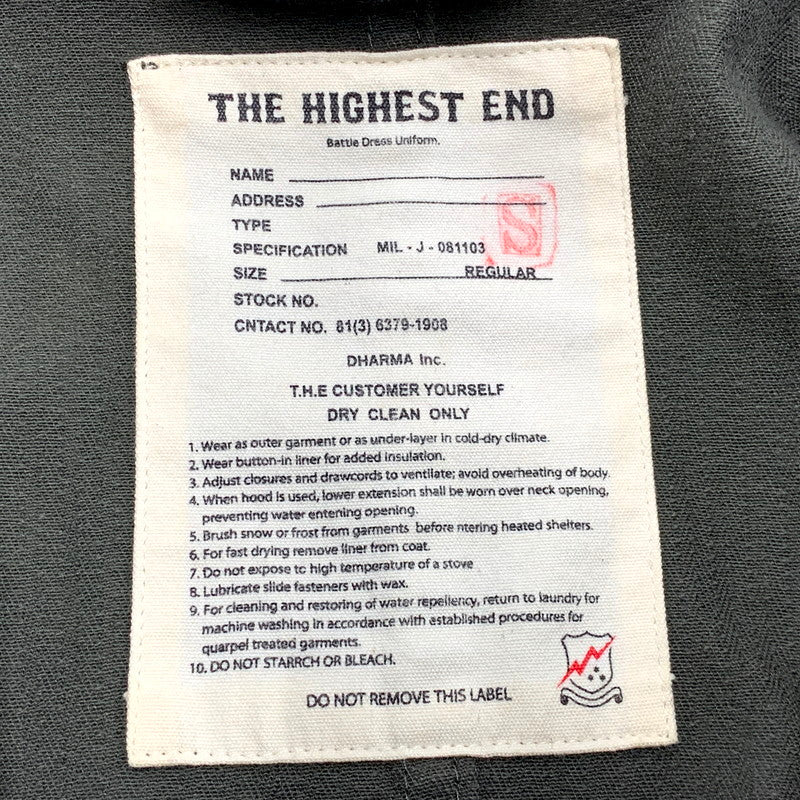 THE HIGHEST END
Battle Dress Uniform.
NAME
ADDRESS
TYPE
SPECIFICATION MIL - J - 081103
S
SIZE REGULAR
STOCK NO.
CNTACT NO. 81(3) 6379-1908
DHARMA Inc.
T.H.E CUSTOMER YOURSELF
DRY CLEAN ONLY
1. Wear as outer garment or as under-layer in cold-dry climate.
2. Wear button-in liner for added insulation.
3. Adjust closures and drawcords to ventilate; avoid overheating of body.
4. When hood is used, lower extension shall be worn over neck opening,
preventing water entening opening.
5. Brush snow or frost from garments before ntering heated shelters.
6. For fast drying remove liner from coat.
7. Do not expose to high temperature of a stove
8. Lubricate slide fasteners with wax.
9. For cleaning and restoring of water repellency, return to laundry for
machine washing in accordance with established procedures for
quarpel treated garments.
10. DO NOT STARRCH OR BLEACH.
DO NOT REMOVE THIS LABEL